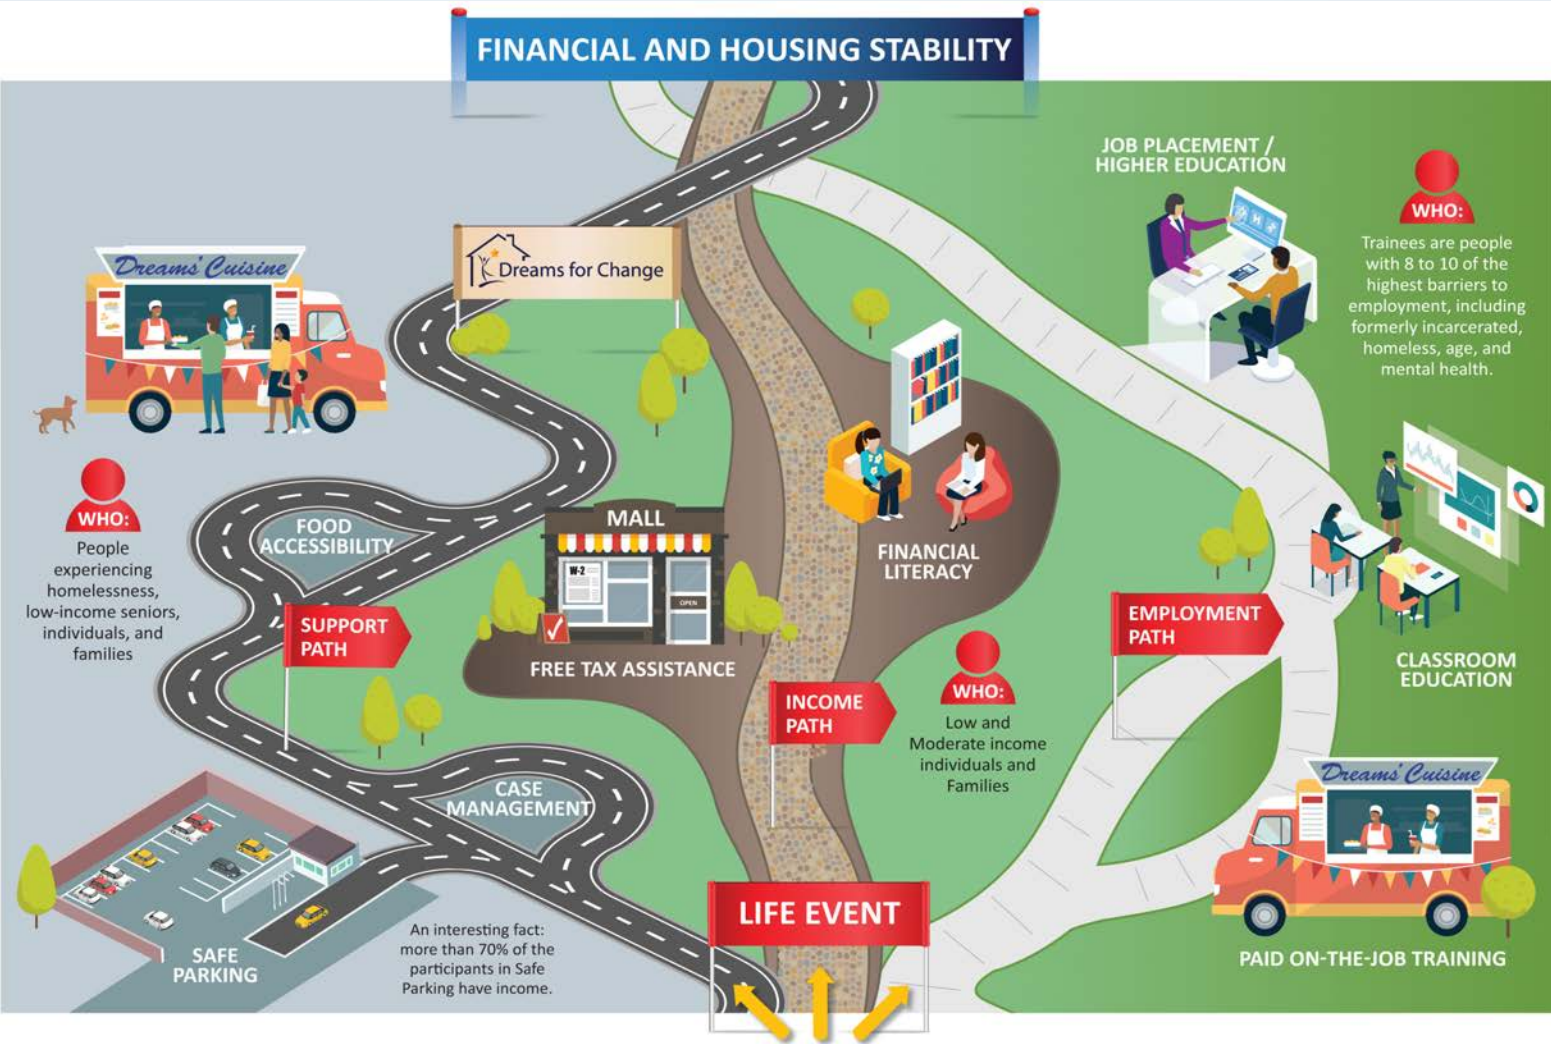 FINANCIAL AND HOUSING STABILITY
JOB PLACEMENT /
HIGHER EDUCATION
WHO:
Trainees are people
with 8 to 10 of the
highest barriers to
employment, including
formerly incarcerated,
homeless, age, and
mental health.
Dreams for Change
Dreams' Cuisine
WHO:
People
experiencing
homelessness,
low-income seniors,
individuals, and
families
FOOD
ACCESSIBILITY
MALL
W-2
OPEN
FREE TAX ASSISTANCE
FINANCIAL
LITERACY
SUPPORT
PATH
EMPLOYMENT
PATH
CLASSROOM
EDUCATION
INCOME
PATH
WHO:
Low and
Moderate income
individuals and
Families
CASE
MANAGEMENT
Dreams' Cuisine
PAID ON-THE-JOB TRAINING
SAFE
PARKING
An interesting fact:
more than 70% of the
participants in Safe
Parking have income.
LIFE EVENT